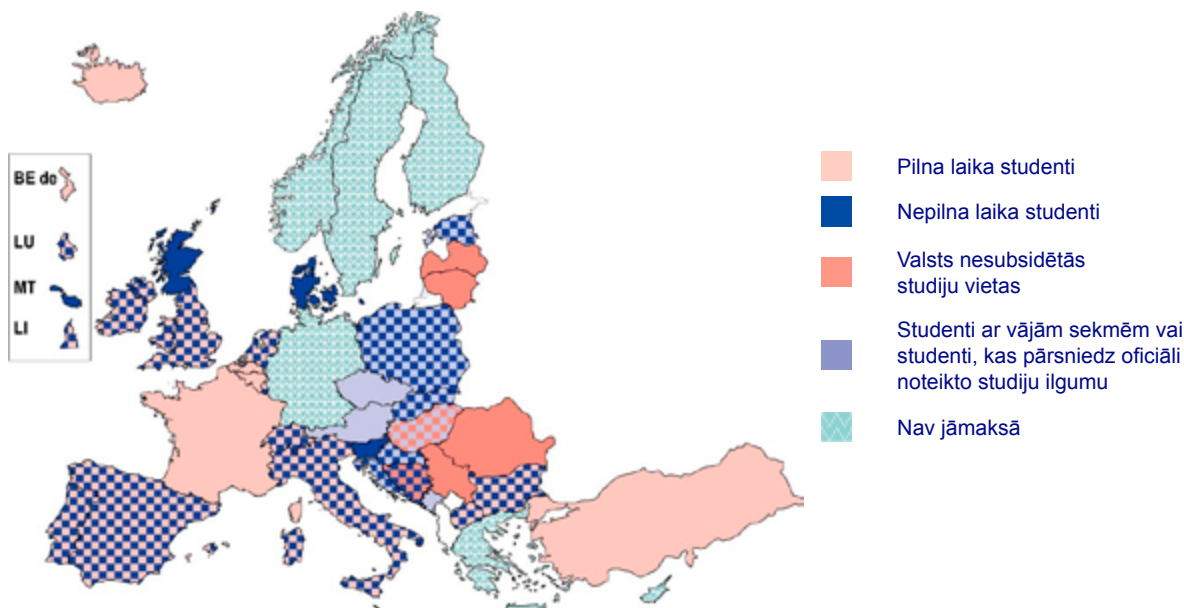 BE de
LU
MT
LI
Pilna laika studenti
Nepilna laika studenti
Valsts nesubsidētās
studiju vietas
Studenti ar vājām sekmēm vai
studenti, kas pārsniedz oficiāli
noteikto studiju ilgumu
Nav jāmaksā